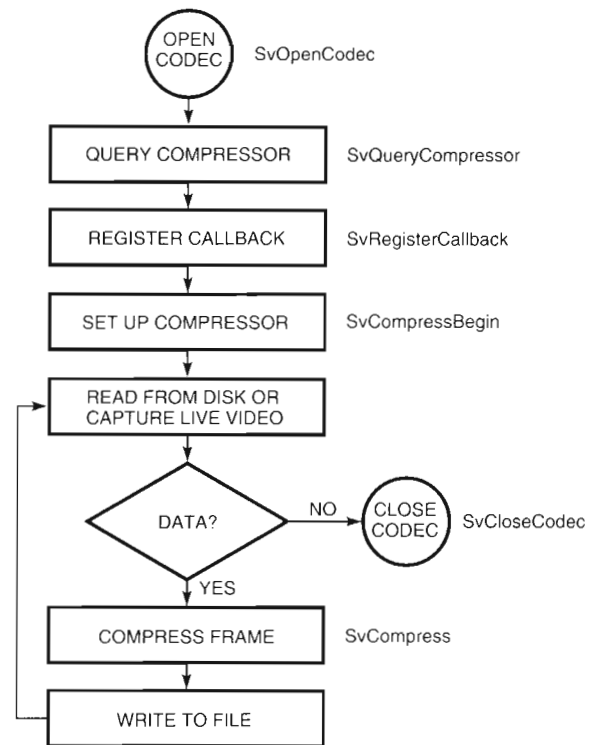 OPEN
CODEC
SvOpenCodec
QUERY COMPRESSOR
SvQueryCompressor
REGISTER CALLBACK
SvRegisterCallback
SET UP COMPRESSOR
SvCompressBegin
READ FROM DISK OR
CAPTURE LIVE VIDEO
DATA?
NO
CLOSE
CODEC
SvCloseCodec
YES
COMPRESS FRAME
SvCompress
WRITE TO FILE